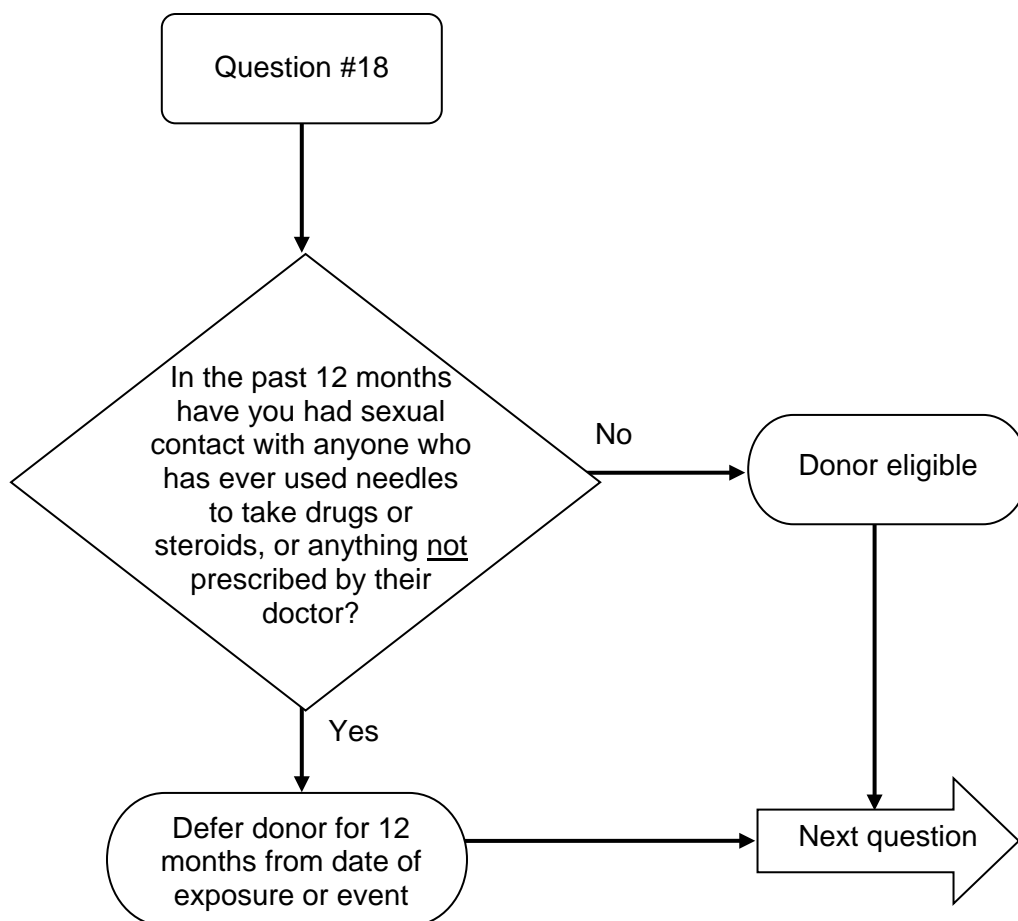 Question #18
In the past 12 months
have you had sexual
contact with anyone who
has ever used needles
to take drugs or
steroids, or anything not
prescribed by their
doctor?
No
Donor eligible
Yes
Defer donor for 12
months from date of
exposure or event
Next question